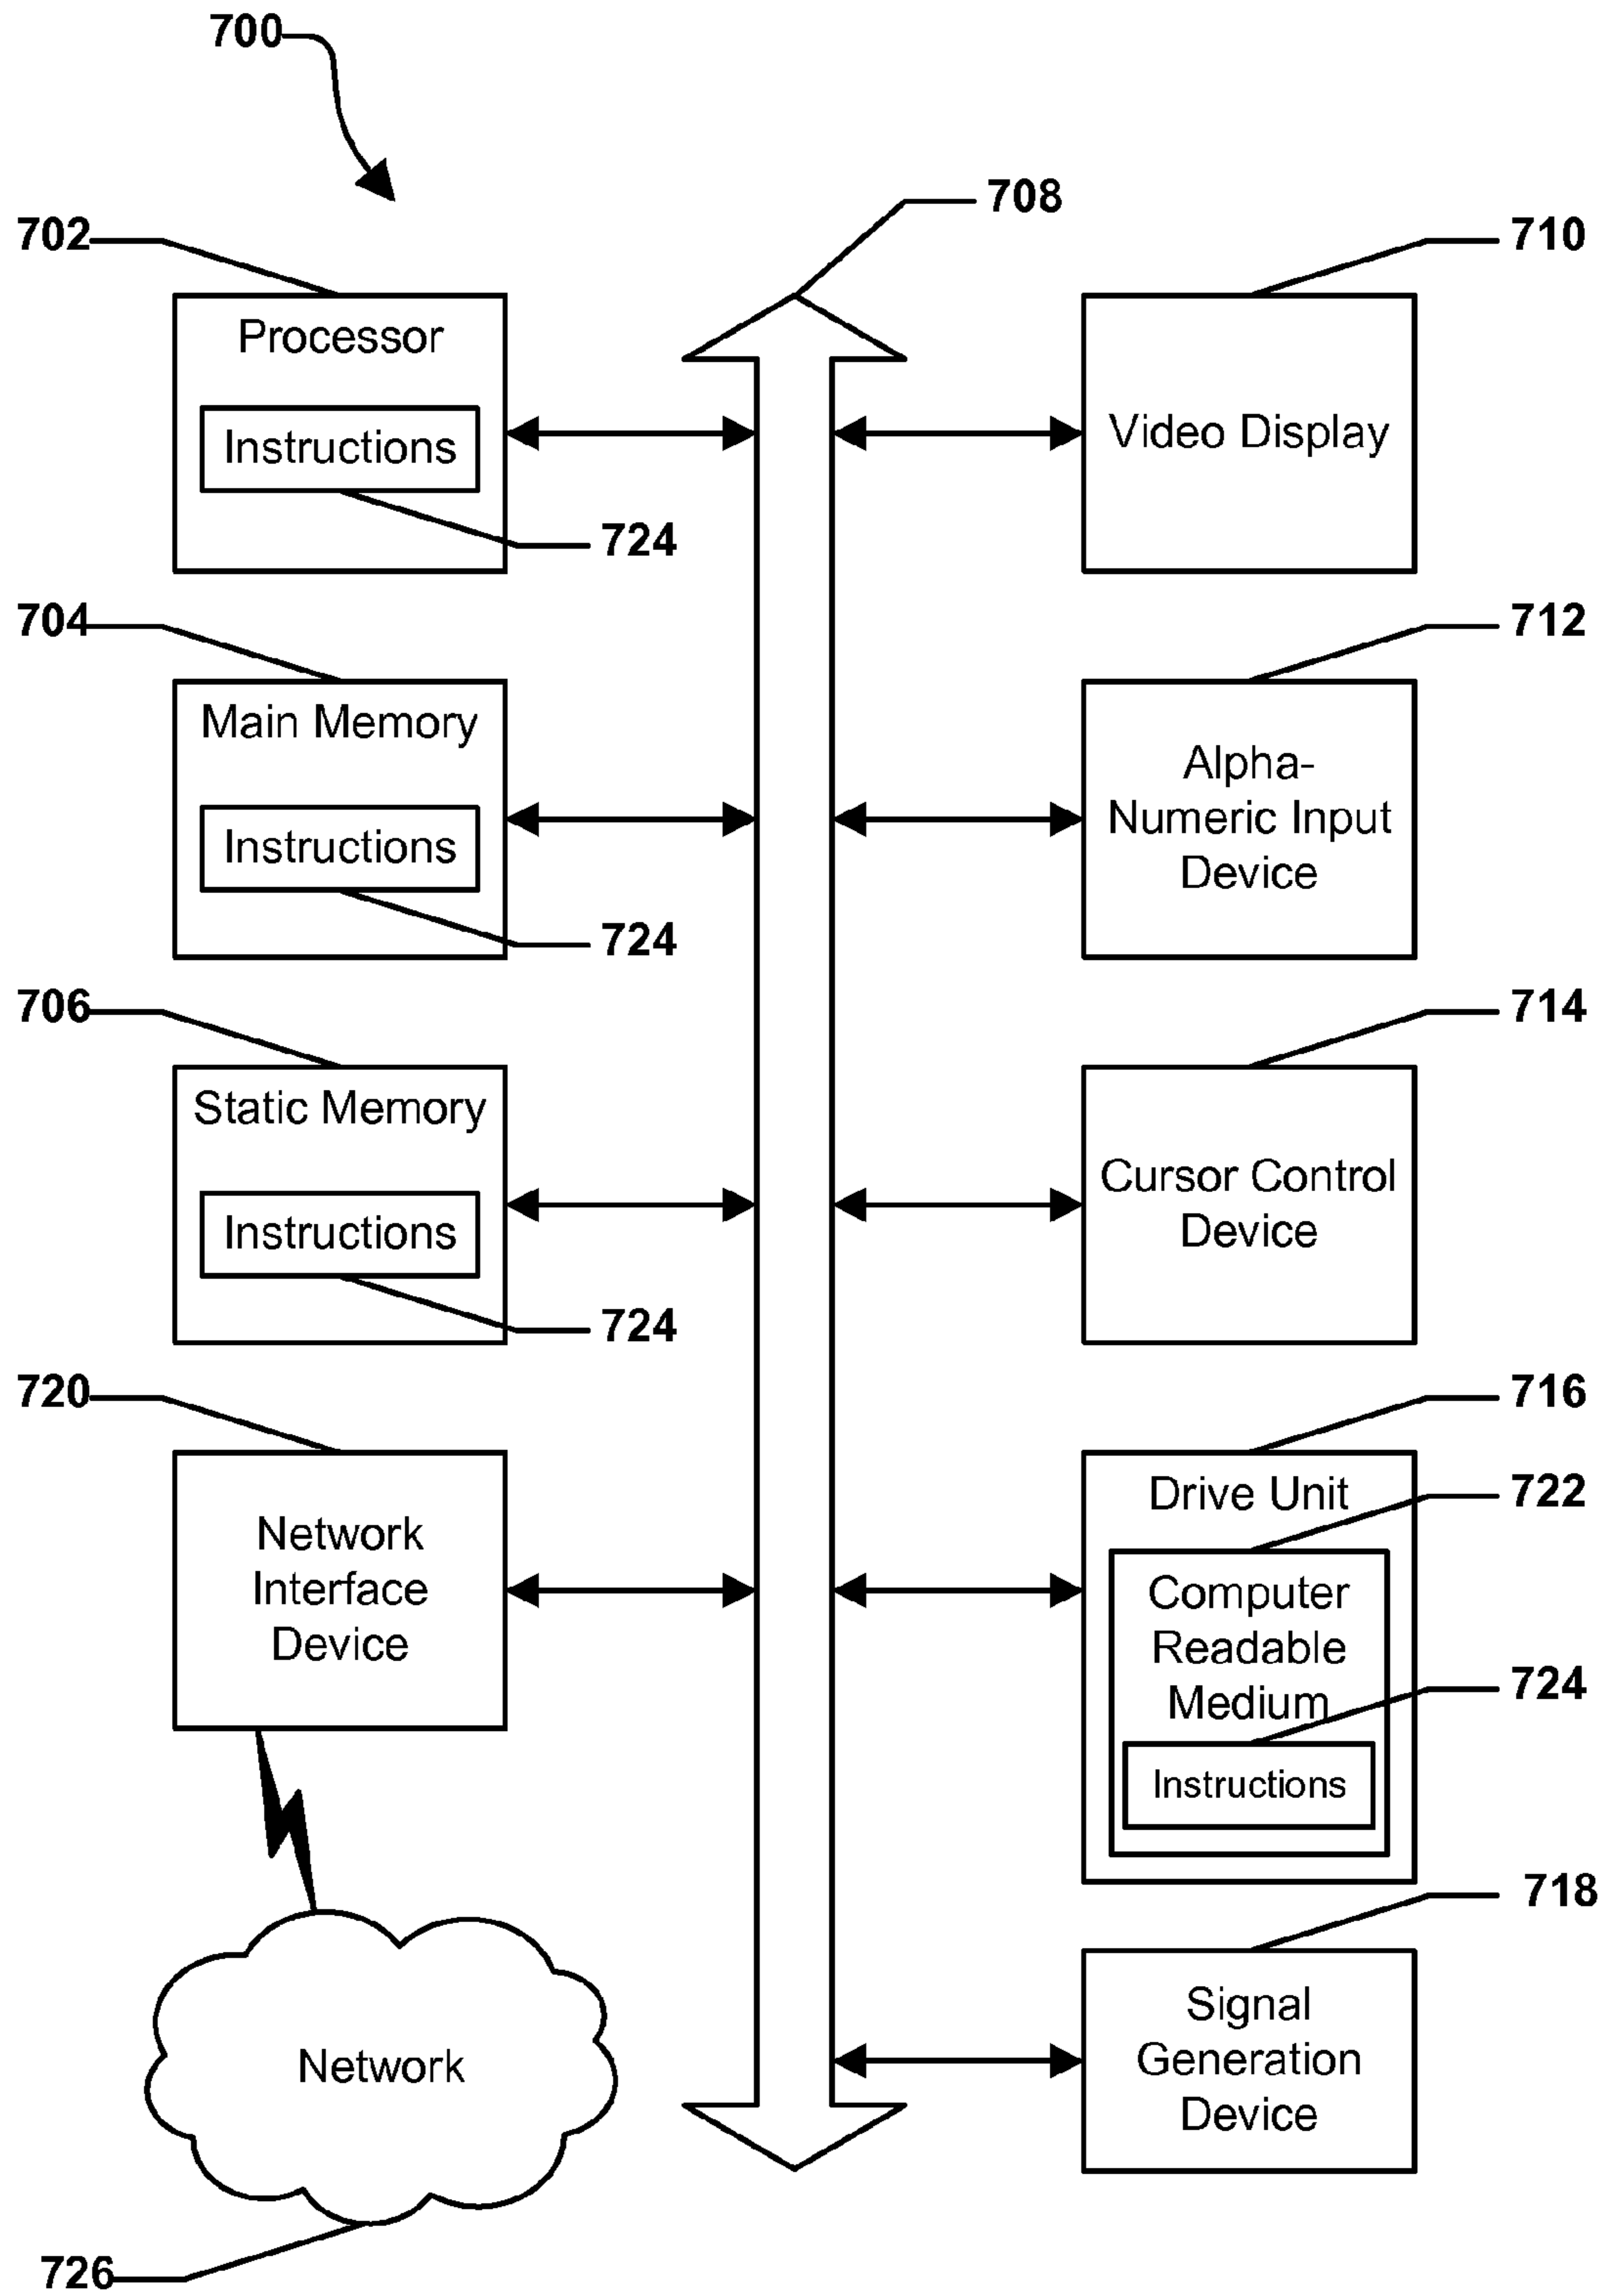 700
708
702
710
Processor
Instructions
Video Display
724
704
712
Main Memory
Alpha-
Numeric Input
Device
Instructions
724
706
714
Static Memory
Cursor Control
Device
Instructions
724
720
716
Drive Unit
722
Network
Interface
Device
Computer
Readable
Medium
724
Instructions
718
Signal
Generation
Device
Network
726